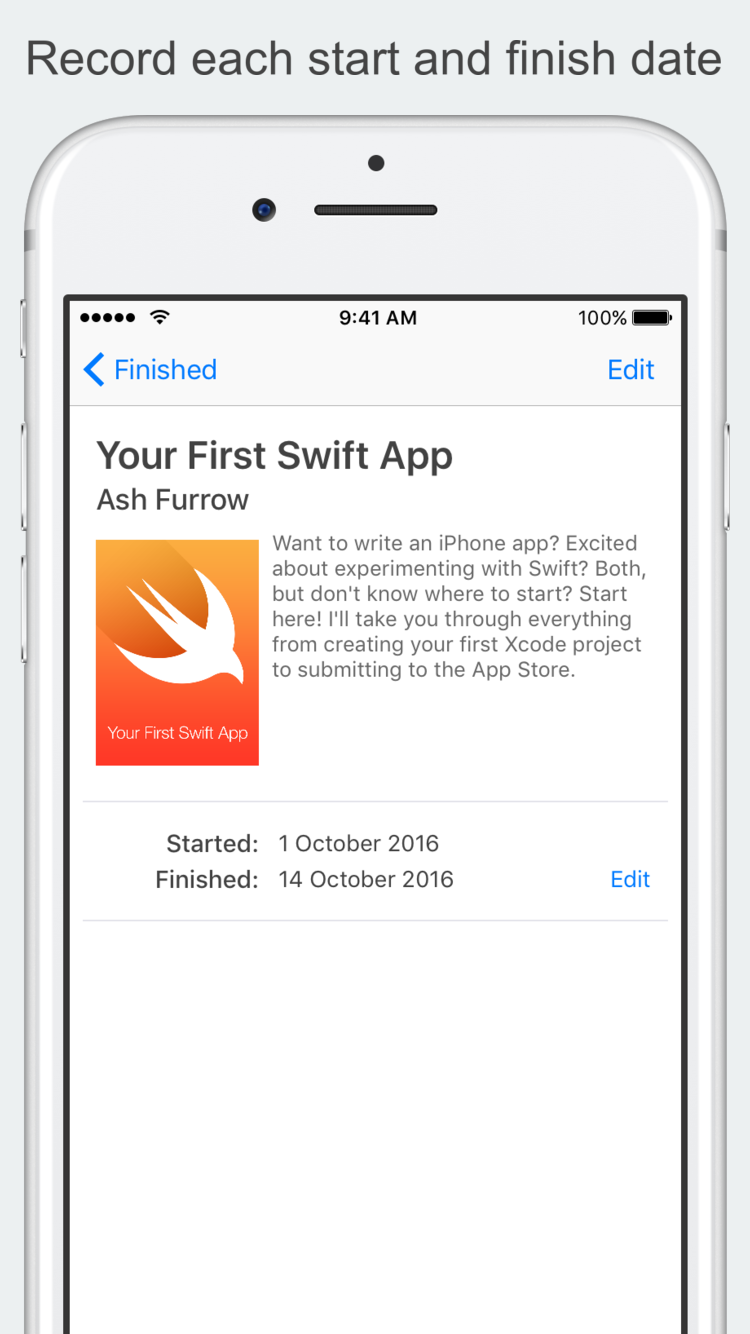 Record each start and finish date
9:41 AM
100%
Finished
Edit
Your First Swift App
Ash Furrow
Want to write an iPhone app? Excited
about experimenting with Swift? Both,
but don't know where to start? Start
here! I'll take you through everything
from creating your first Xcode project
to submitting to the App Store.
Your First Swift App
Started: 1 October 2016
Finished: 14 October 2016
Edit